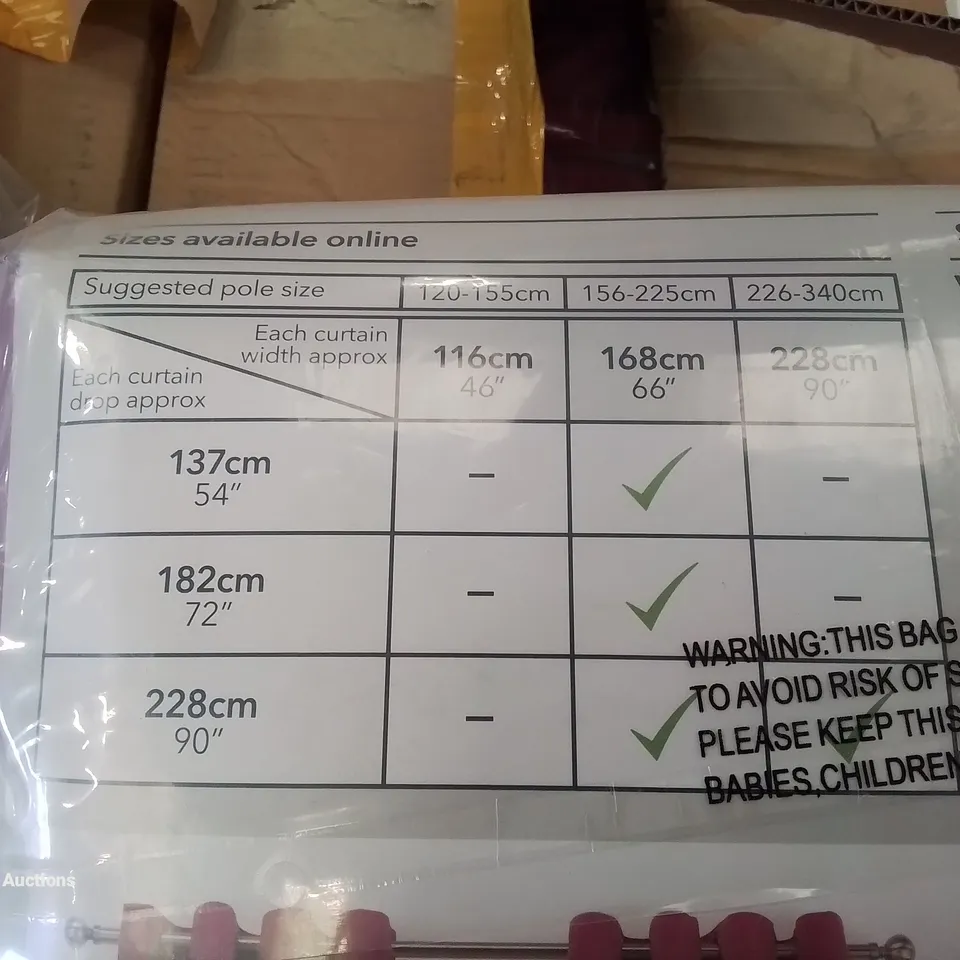 Sizes available online
Suggested pole size 120-155cm 156-225cm 226-340cm
Each curtain width approx
Each curtain drop approx
116cm 168cm 228cm
46” 66” 90”
137cm
54”
– ✓ –
182cm
72”
– ✓ –
228cm
90”
– ✓ ✓
WARNING:THIS BAG
TO AVOID RISK OF S
PLEASE KEEP THIS
BABIES,CHILDREN
Auctions